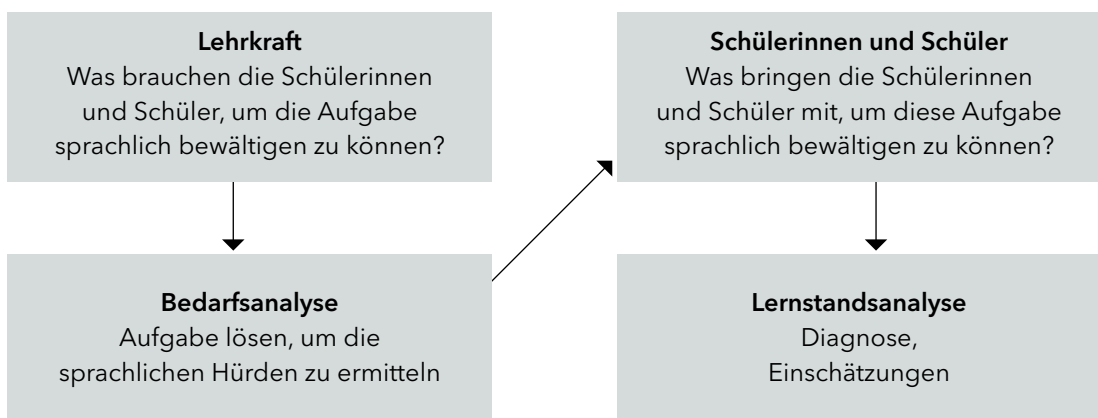 Lehrkraft
Was brauchen die Schülerinnen
und Schüler, um die Aufgabe
sprachlich bewältigen zu können?
Bedarfsanalyse
Aufgabe lösen, um die
sprachlichen Hürden zu ermitteln
Schülerinnen und Schüler
Was bringen die Schülerinnen
und Schüler mit, um diese Aufgabe
sprachlich bewältigen zu können?
Lernstandsanalyse
Diagnose,
Einschätzungen